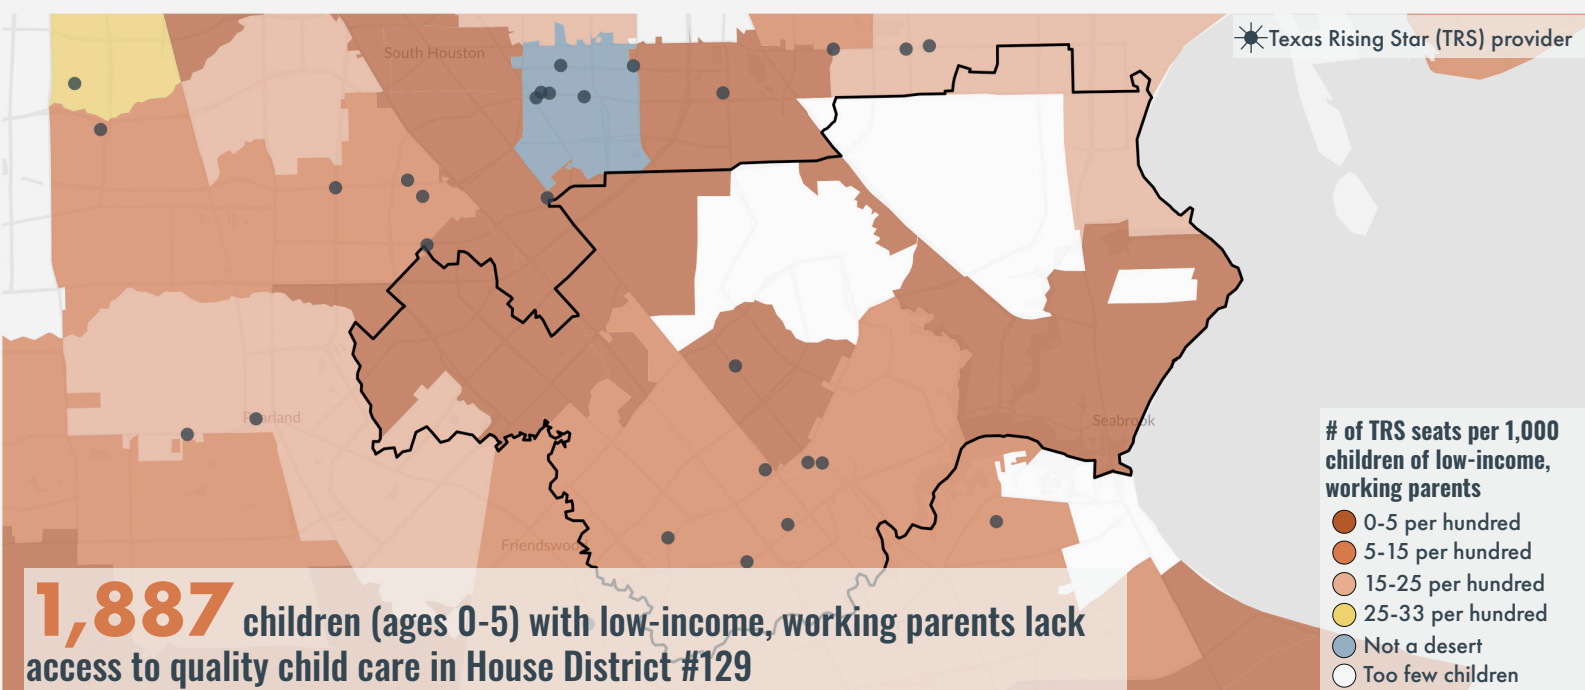 South Houston
Texas Rising Star (TRS) provider
Pearland
Seabrook
# of TRS seats per 1,000
children of low-income,
working parents
0-5 per hundred
5-15 per hundred
15-25 per hundred
25-33 per hundred
Not a desert
Too few children
Friendswood
1,887 children (ages 0-5) with low-income, working parents lack
access to quality child care in House District #129